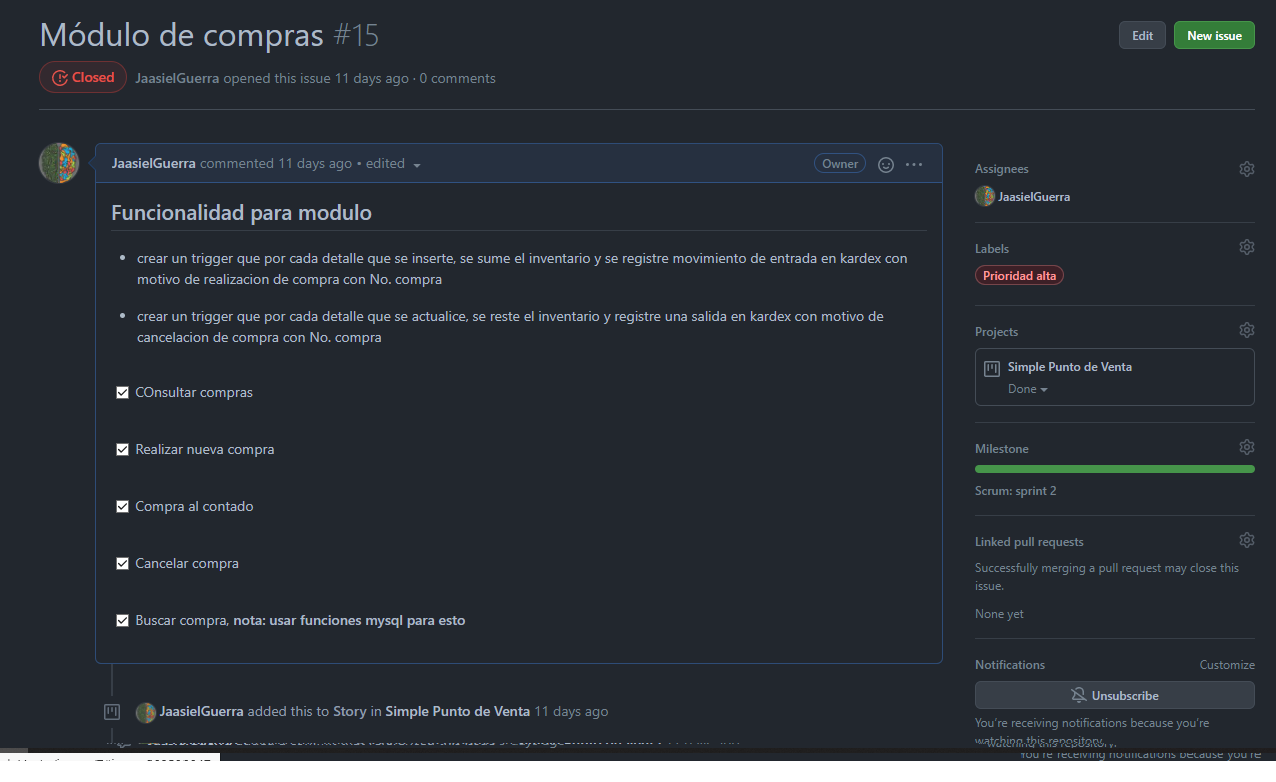 Módulo de compras #15
Edit
New issue
Closed
JaasielGuerra opened this issue 11 days ago · 0 comments
JaasielGuerra commented 11 days ago • edited
Owner
Funcionalidad para modulo
crear un trigger que por cada detalle que se inserte, se sume el inventario y se registre movimiento de entrada en kardex con
motivo de realizacion de compra con No. compra
crear un trigger que por cada detalle que se actualice, se reste el inventario y registre una salida en kardex con motivo de
cancelacion de compra con No. compra
COnsultar compras
Realizar nueva compra
Compra al contado
Cancelar compra
Buscar compra, nota: usar funciones mysql para esto
JaasielGuerra added this to Story in Simple Punto de Venta 11 days ago
Assignees
JaasielGuerra
Labels
Prioridad alta
Projects
Simple Punto de Venta
Done
Milestone
Scrum: sprint 2
Linked pull requests
Successfully merging a pull request may close this
issue.
None yet
Notifications
Customize
Unsubscribe
You're receiving notifications because you're
watching this repository.
You're receiving notifications because you're